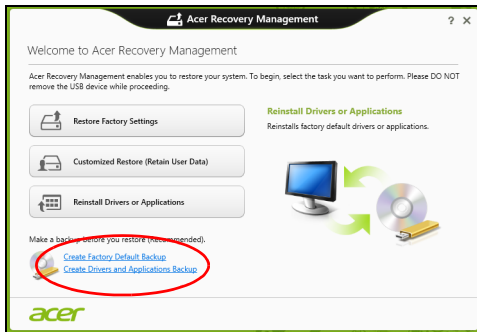 Acer Recovery Management
? ×
Welcome to Acer Recovery Management
Acer Recovery Management enables you to restore your system. To begin, select the task you want to perform. Please DO NOT
remove the USB device while proceeding.
Restore Factory Settings
Customized Restore (Retain User Data)
Reinstall Drivers or Applications
Reinstall Drivers or Applications
Reinstalls factory default drivers or applications.
Make a backup before you restore (Recommended).
Create Factory Default Backup
Create Drivers and Applications Backup
acer